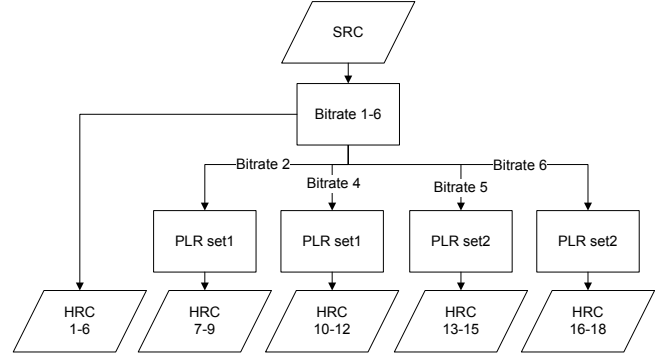 SRC
Bitrate 1-6
Bitrate 2
Bitrate 4
Bitrate 5
Bitrate 6
PLR set1
PLR set1
PLR set2
PLR set2
HRC
1-6
HRC
7-9
HRC
10-12
HRC
13-15
HRC
16-18